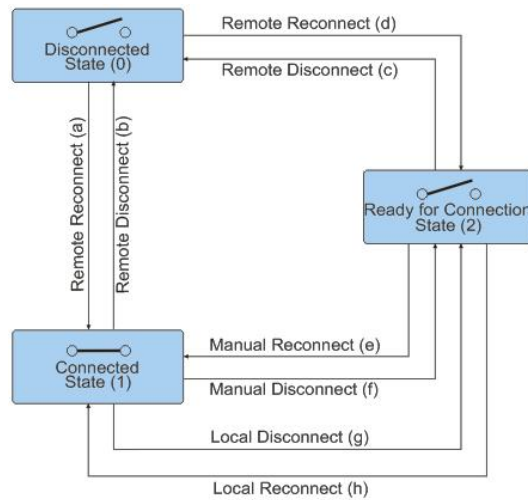 Remote Reconnect (d)
Disconnected
State (0)
Remote Disconnect (c)
Remote Reconnect (a)
Remote Disconnect (b)
Ready for Connection
State (2)
Manual Reconnect (e)
Connected
State (1)
Manual Disconnect (f)
Local Disconnect (g)
Local Reconnect (h)